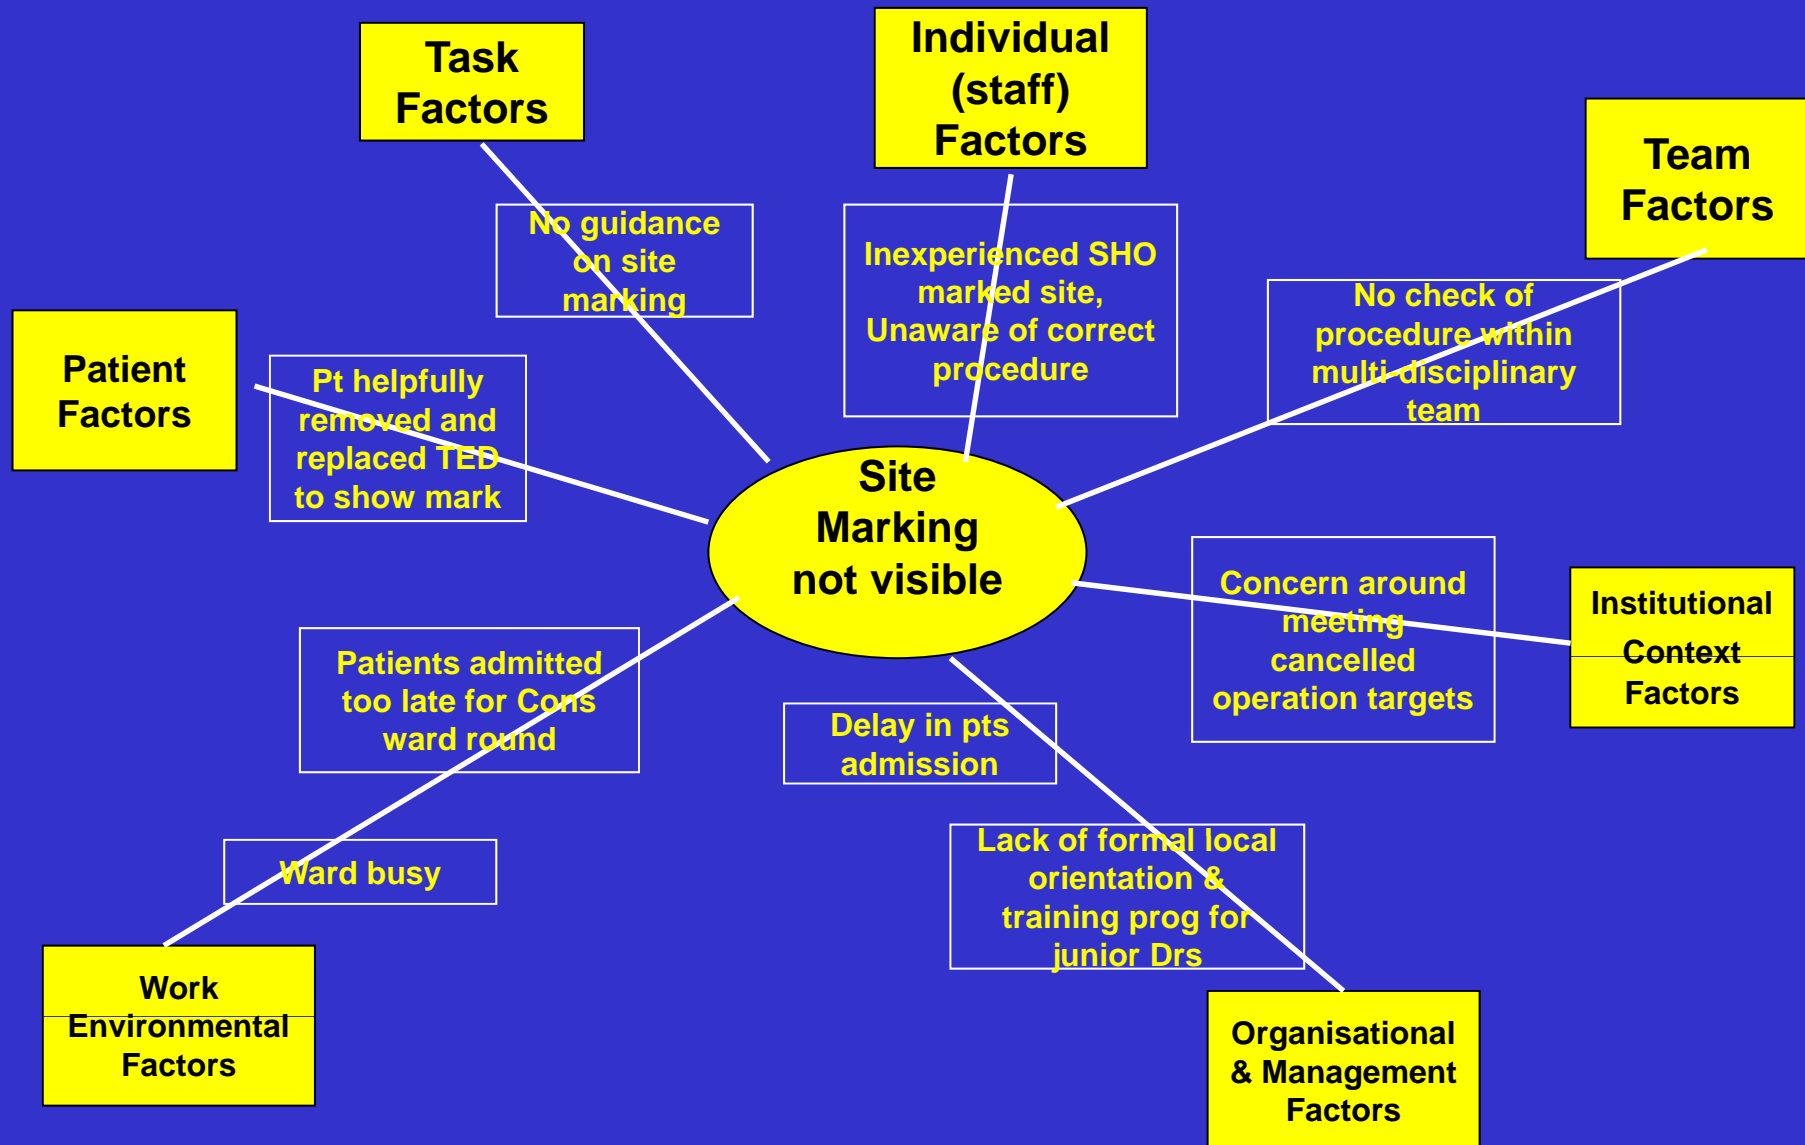 Task
Factors
Individual
(staff)
Factors
Team
Factors
No guidance
on site
marking
Inexperienced SHO
marked site,
Unaware of correct
procedure
No check of
procedure within
multi-disciplinary
team
Patient
Factors
Pt helpfully
removed and
replaced TED
to show mark
Site
Marking
not visible
Concern around
meeting
cancelled
operation targets
Institutional
Context
Factors
Patients admitted
too late for Cons
ward round
Delay in pts
admission
Ward busy
Lack of formal local
orientation &
training prog for
junior Drs
Work
Environmental
Factors
Organisational
& Management
Factors